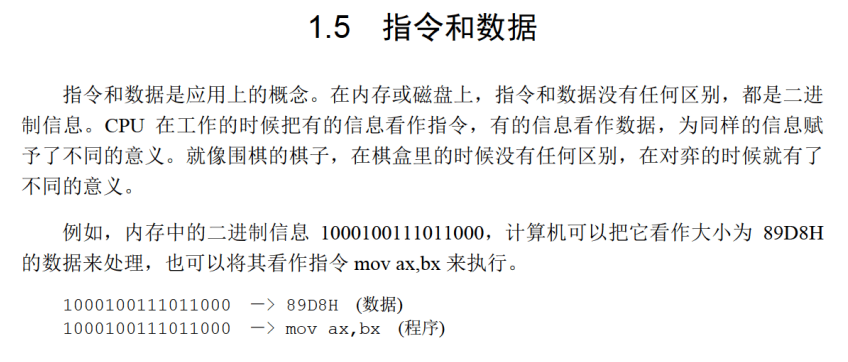 1.5 指令和数据
指令和数据是应用上的概念。在内存或磁盘上，指令和数据没有任何区别，都是二进
制信息。CPU 在工作的时候把有的信息看作指令，有的信息看作数据，为同样的信息赋
予了不同的意义。就像围棋的棋子，在棋盒里的时候没有任何区别，在对弈的时候就有了
不同的意义。
例如，内存中的二进制信息 1000100111011000，计算机可以把它看作大小为 89D8H
的数据来处理，也可以将其看作指令 mov ax,bx 来执行。
1000100111011000 —> 89D8H (数据)
1000100111011000 —> mov ax,bx (程序)